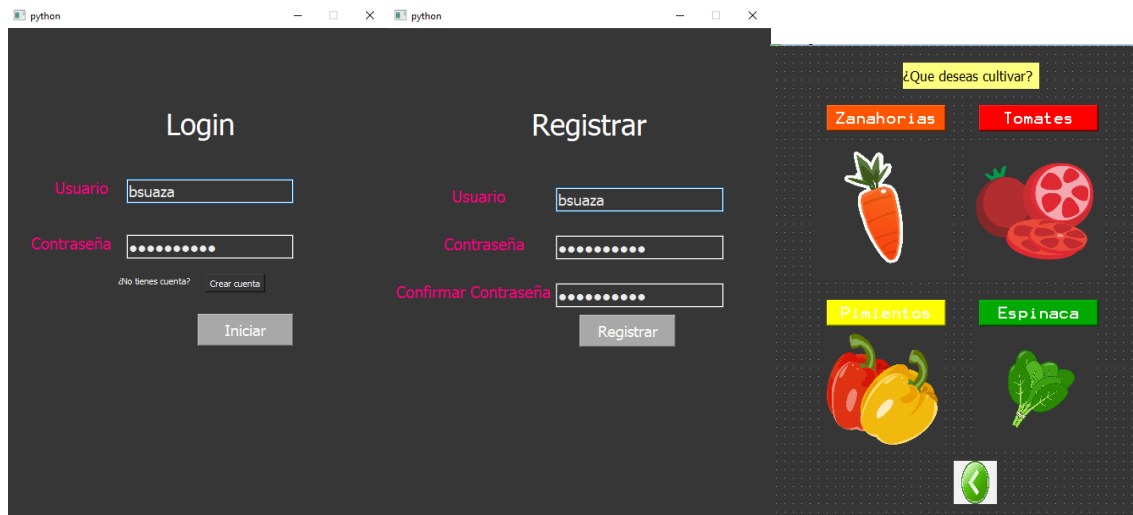 python
Login
Usuario
bsuaza
Contraseña
●●●●●●●●●●
¿No tienes cuenta?
Crear cuenta
Iniciar
python
Registrar
Usuario
bsuaza
Contraseña
●●●●●●●●●●
Confirmar Contraseña
●●●●●●●●●●
Registrar
¿Que deseas cultivar?
Zanahorias
Tomates
Pimientos
Espinaca